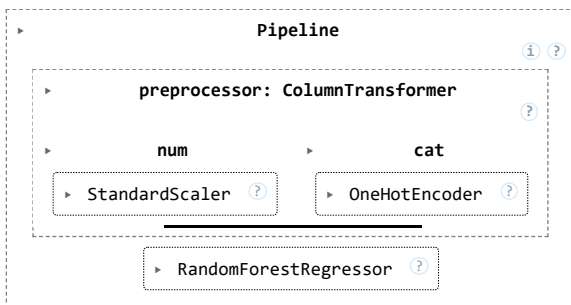 Pipeline
i ?
preprocessor: ColumnTransformer
?
num cat
StandardScaler ? OneHotEncoder ?
RandomForestRegressor ?